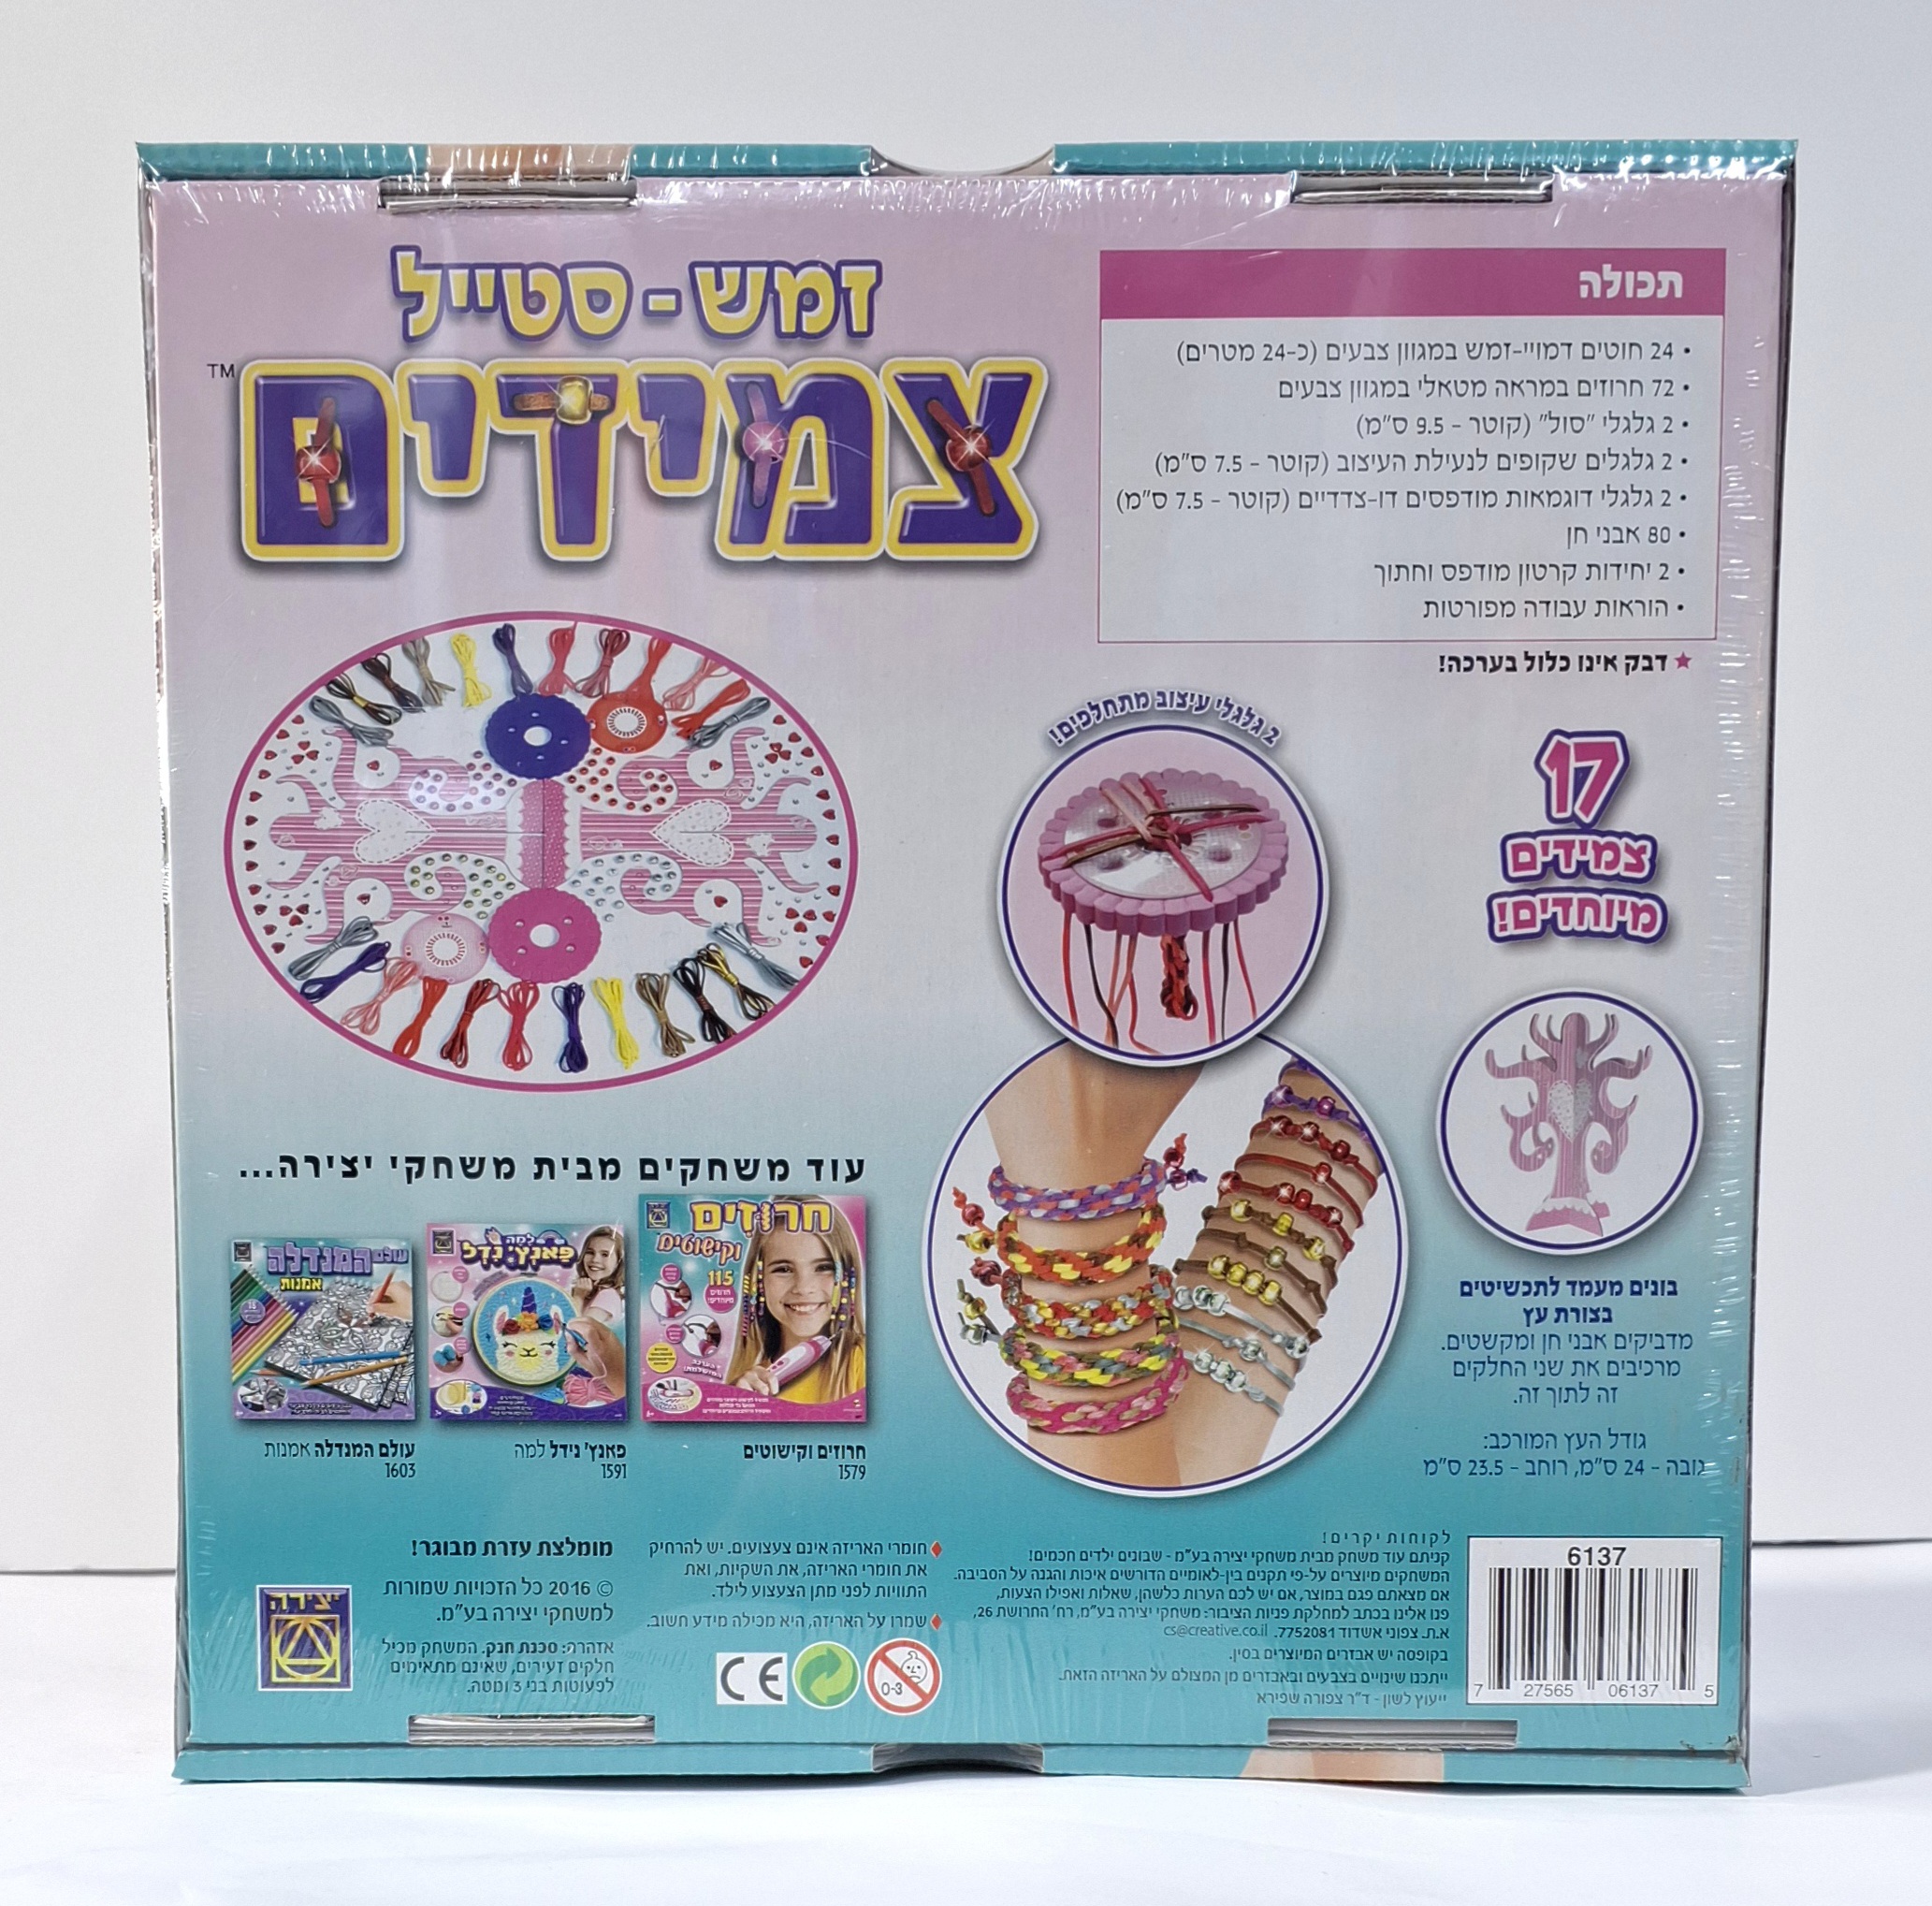 זמש - סטייל
צמידים™
תכולה
• 24 חוטים דמויי-זמש במגוון צבעים (כ-24 מטרים)
• 72 חרוזים במראה מטאלי במגוון צבעים
• 2 גלגלי "סול" (קוטר - 9.5 ס"מ)
• 2 גלגלים שקופים לנעילת העיצוב (קוטר - 7.5 ס"מ)
• 2 גלגלי דוגמאות מודפסים דו-צדדיים (קוטר - 7.5 ס"מ)
• 80 אבני חן
• 2 יחידות קרטון מודפס וחתוך
• הוראות עבודה מפורטות
★ דבק אינו כלול בערכה!
2 גלגלי עיצוב מתחלפים!
17
צמידים
מיוחדים!
בונים מעמד לתכשיטים
בצורת עץ
מדביקים אבני חן ומקשטים.
מרכיבים את שני החלקים
זה לתוך זה.
גודל העץ המורכב:
גובה - 24 ס"מ, רוחב - 23.5 ס"מ
עוד משחקים מבית משחקי יצירה...
חרוזים
וקישוטים
115
למה
פאנץ' נידל
עולם המנדלה
אמנות
18
חרוזים וקישוטים
1579
פאנץ' נידל למה
1591
עולם המנדלה אמנות
1603
לקוחות יקרים!
קניתם עוד משחק מבית משחקי יצירה בע"מ - שבונים ילדים חכמים!
המשחקים מיוצרים על-פי תקנים בין-לאומיים הדורשים איכות והגנה על הסביבה.
אם מצאתם פגם במוצר, אם יש לכם הערות כלשהן, שאלות ואפילו הצעות,
פנו אלינו בכתב למחלקת פניות הציבור: משחקי יצירה בע"מ, רח' החרושת 26,
א.ת. צפוני אשדוד 7752081. cs@creative.co.il
בקופסה יש אבזרים המיוצרים בסין.
ייתכנו שינויים בצבעים ובאבזרים מן המצולם על האריזה הזאת.
ייעוץ לשון - ד"ר צפורה שפירא
♦ חומרי האריזה אינם צעצועים. יש להרחיק
את חומרי האריזה, את השקיות, ואת
התוויות לפני מתן הצעצוע לילד.
♦ שמרו על האריזה, היא מכילה מידע חשוב.
0-3
CE
מומלצת עזרת מבוגר!
© 2016 כל הזכויות שמורות
למשחקי יצירה בע"מ.
אזהרה: סכנת חנק. המשחק מכיל
חלקים זעירים, שאינם מתאימים
לפעוטות בני 3 ומטה.
יצירה
6137
7 27565 06137 5